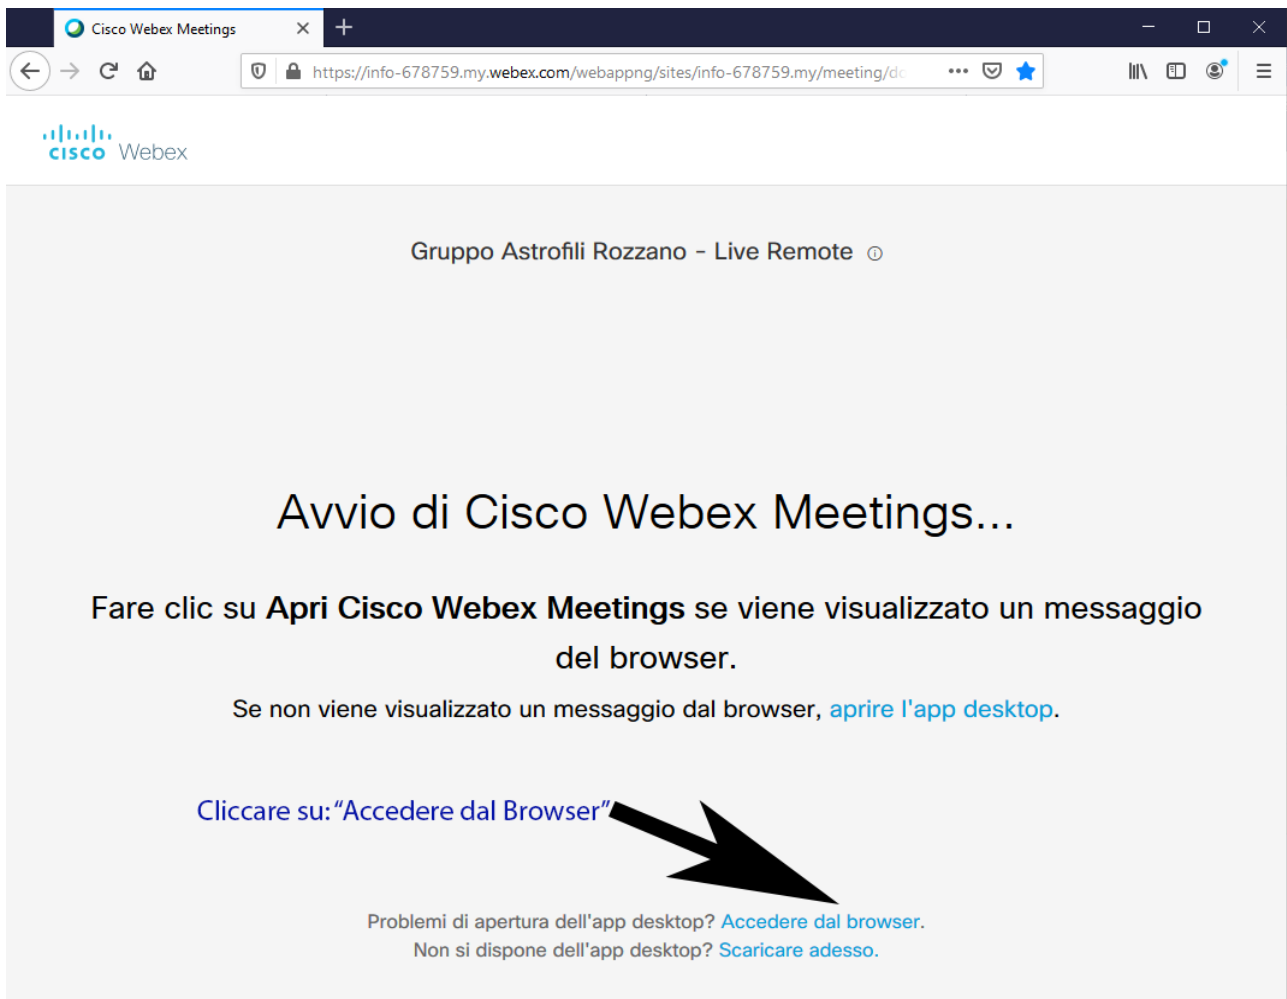 Cisco Webex Meetings
https://info-678759.my.webex.com/webappng/sites/info-678759.my/meeting/
CISCO Webex
Gruppo Astrofili Rozzano - Live Remote
Avvio di Cisco Webex Meetings...
Fare clic su Apri Cisco Webex Meetings se viene visualizzato un messaggio
del browser.
Se non viene visualizzato un messaggio dal browser, aprire l'app desktop.
Cliccare su: “Accedere dal Browser”
Problemi di apertura dell'app desktop? Accedere dal browser.
Non si dispone dell'app desktop? Scaricare adesso.